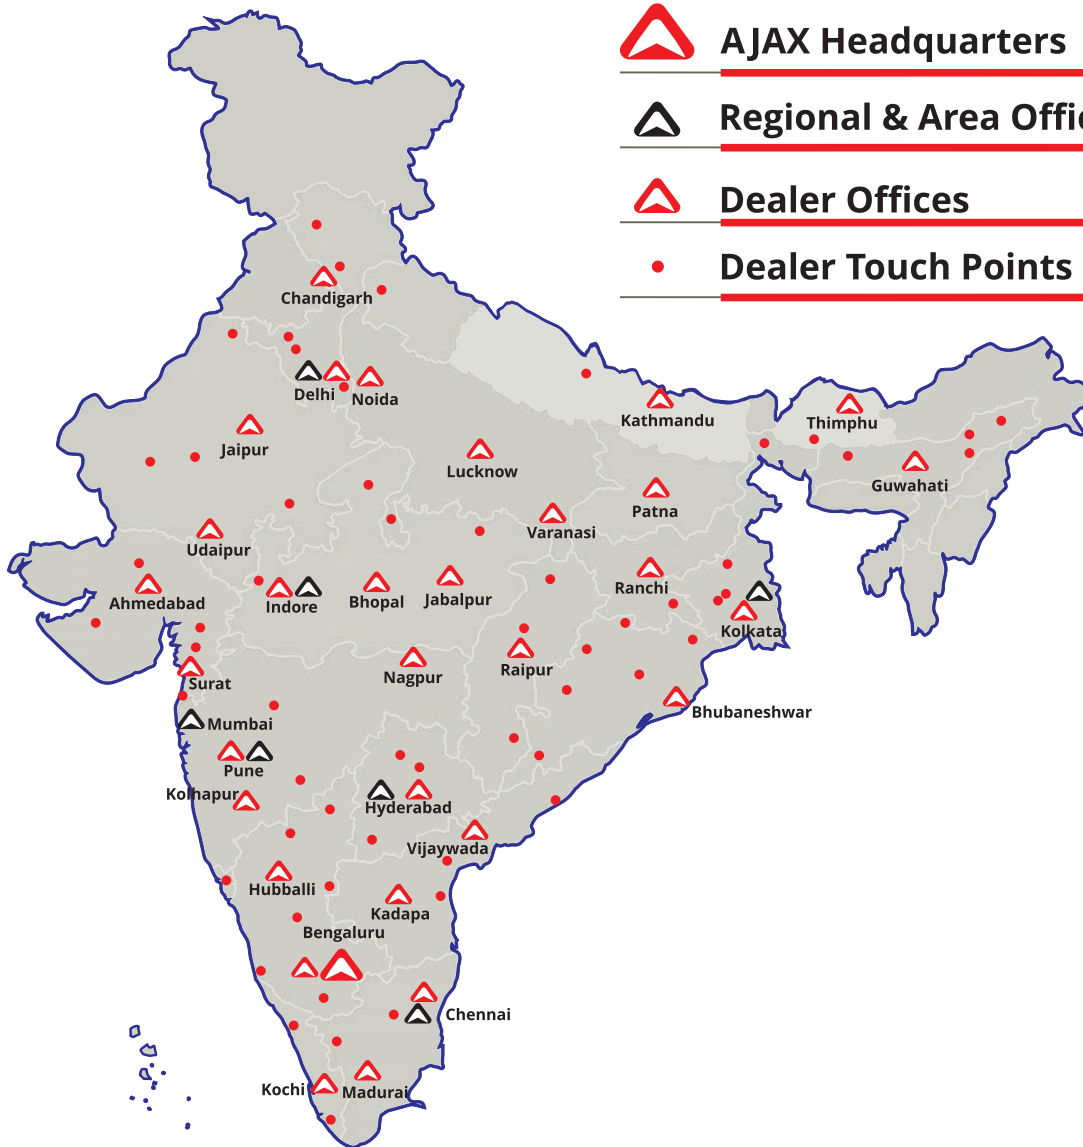 AJAX Headquarters
Regional & Area Offic
Dealer Offices
Dealer Touch Points
Chandigarh
Delhi
Noida
Kathmandu
Thimphu
Jaipur
Lucknow
Guwahati
Patna
Varanasi
Udaipur
Ranchi
Ahmedabad
Indore
Bhopal
Jabalpur
Kolkata
Surat
Nagpur
Raipur
Bhubaneshwar
Mumbai
Pune
Kolhapur
Hyderabad
Vijaywada
Hubballi
Kadapa
Bengaluru
Chennai
Kochi
Madurai